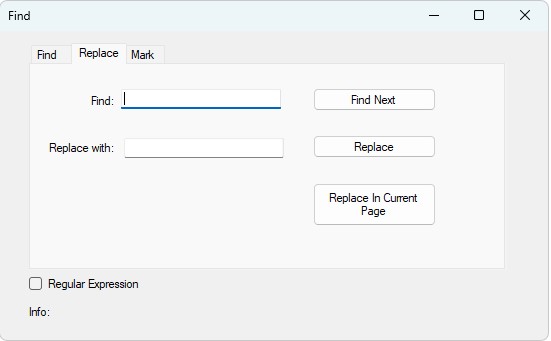 Find
Find Replace Mark
Find: Find Next
Replace with: Replace
Replace In Current
Page
Regular Expression
Info: